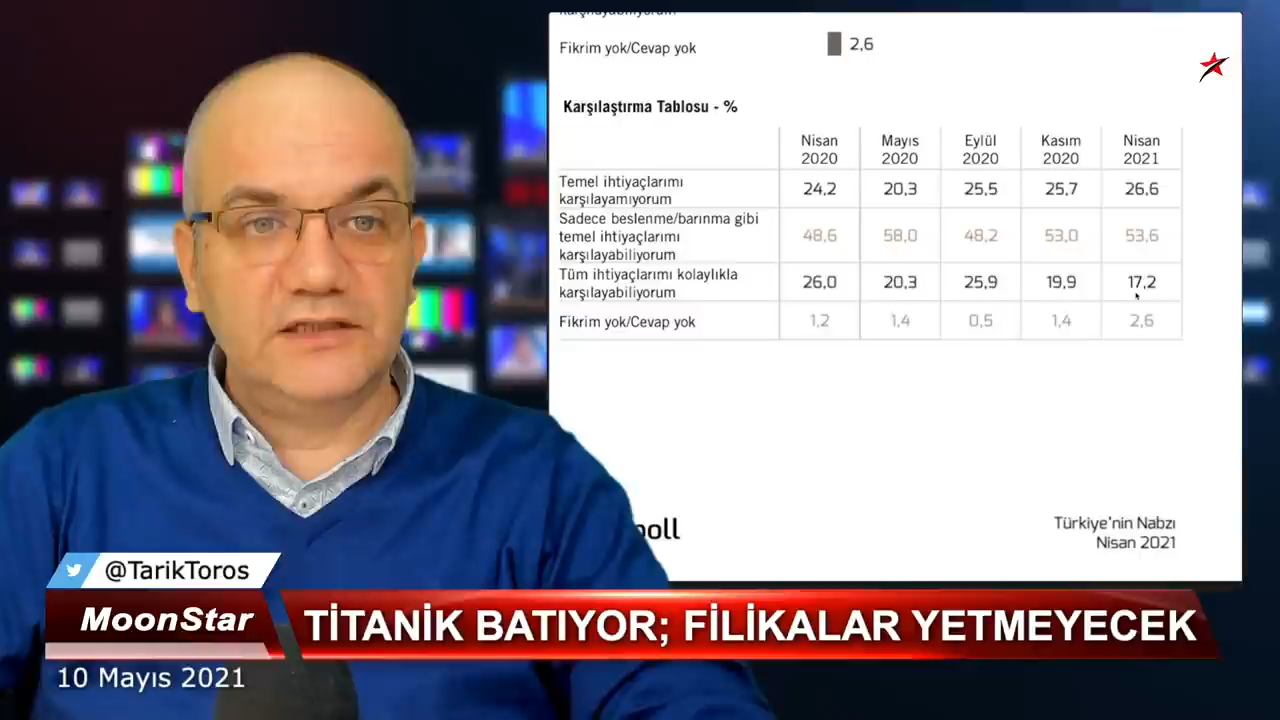 Fikrim yok/Cevap yok
2,6
Karşılaştırma Tablosu - %
Nisan 2020 Mayıs 2020 Eylül 2020 Kasım 2020 Nisan 2021
Temel ihtiyaçlarımı karşılayamıyorum 24,2 20,3 25,5 25,7 26,6
Sadece beslenme/barınma gibi temel ihtiyaçlarımı karşılayabiliyorum 48,6 58,0 48,2 53,0 53,6
Tüm ihtiyaçlarımı kolaylıkla karşılayabiliyorum 26,0 20,3 25,9 19,9 17,2
Fikrim yok/Cevap yok 1,2 1,4 0,5 1,4 2,6
Türkiye'nin Nabzı
Nisan 2021
@TarikToros
MoonStar
TİTANİK BATIYOR; FİLİKALAR YETMEYECEK
10 Mayıs 2021